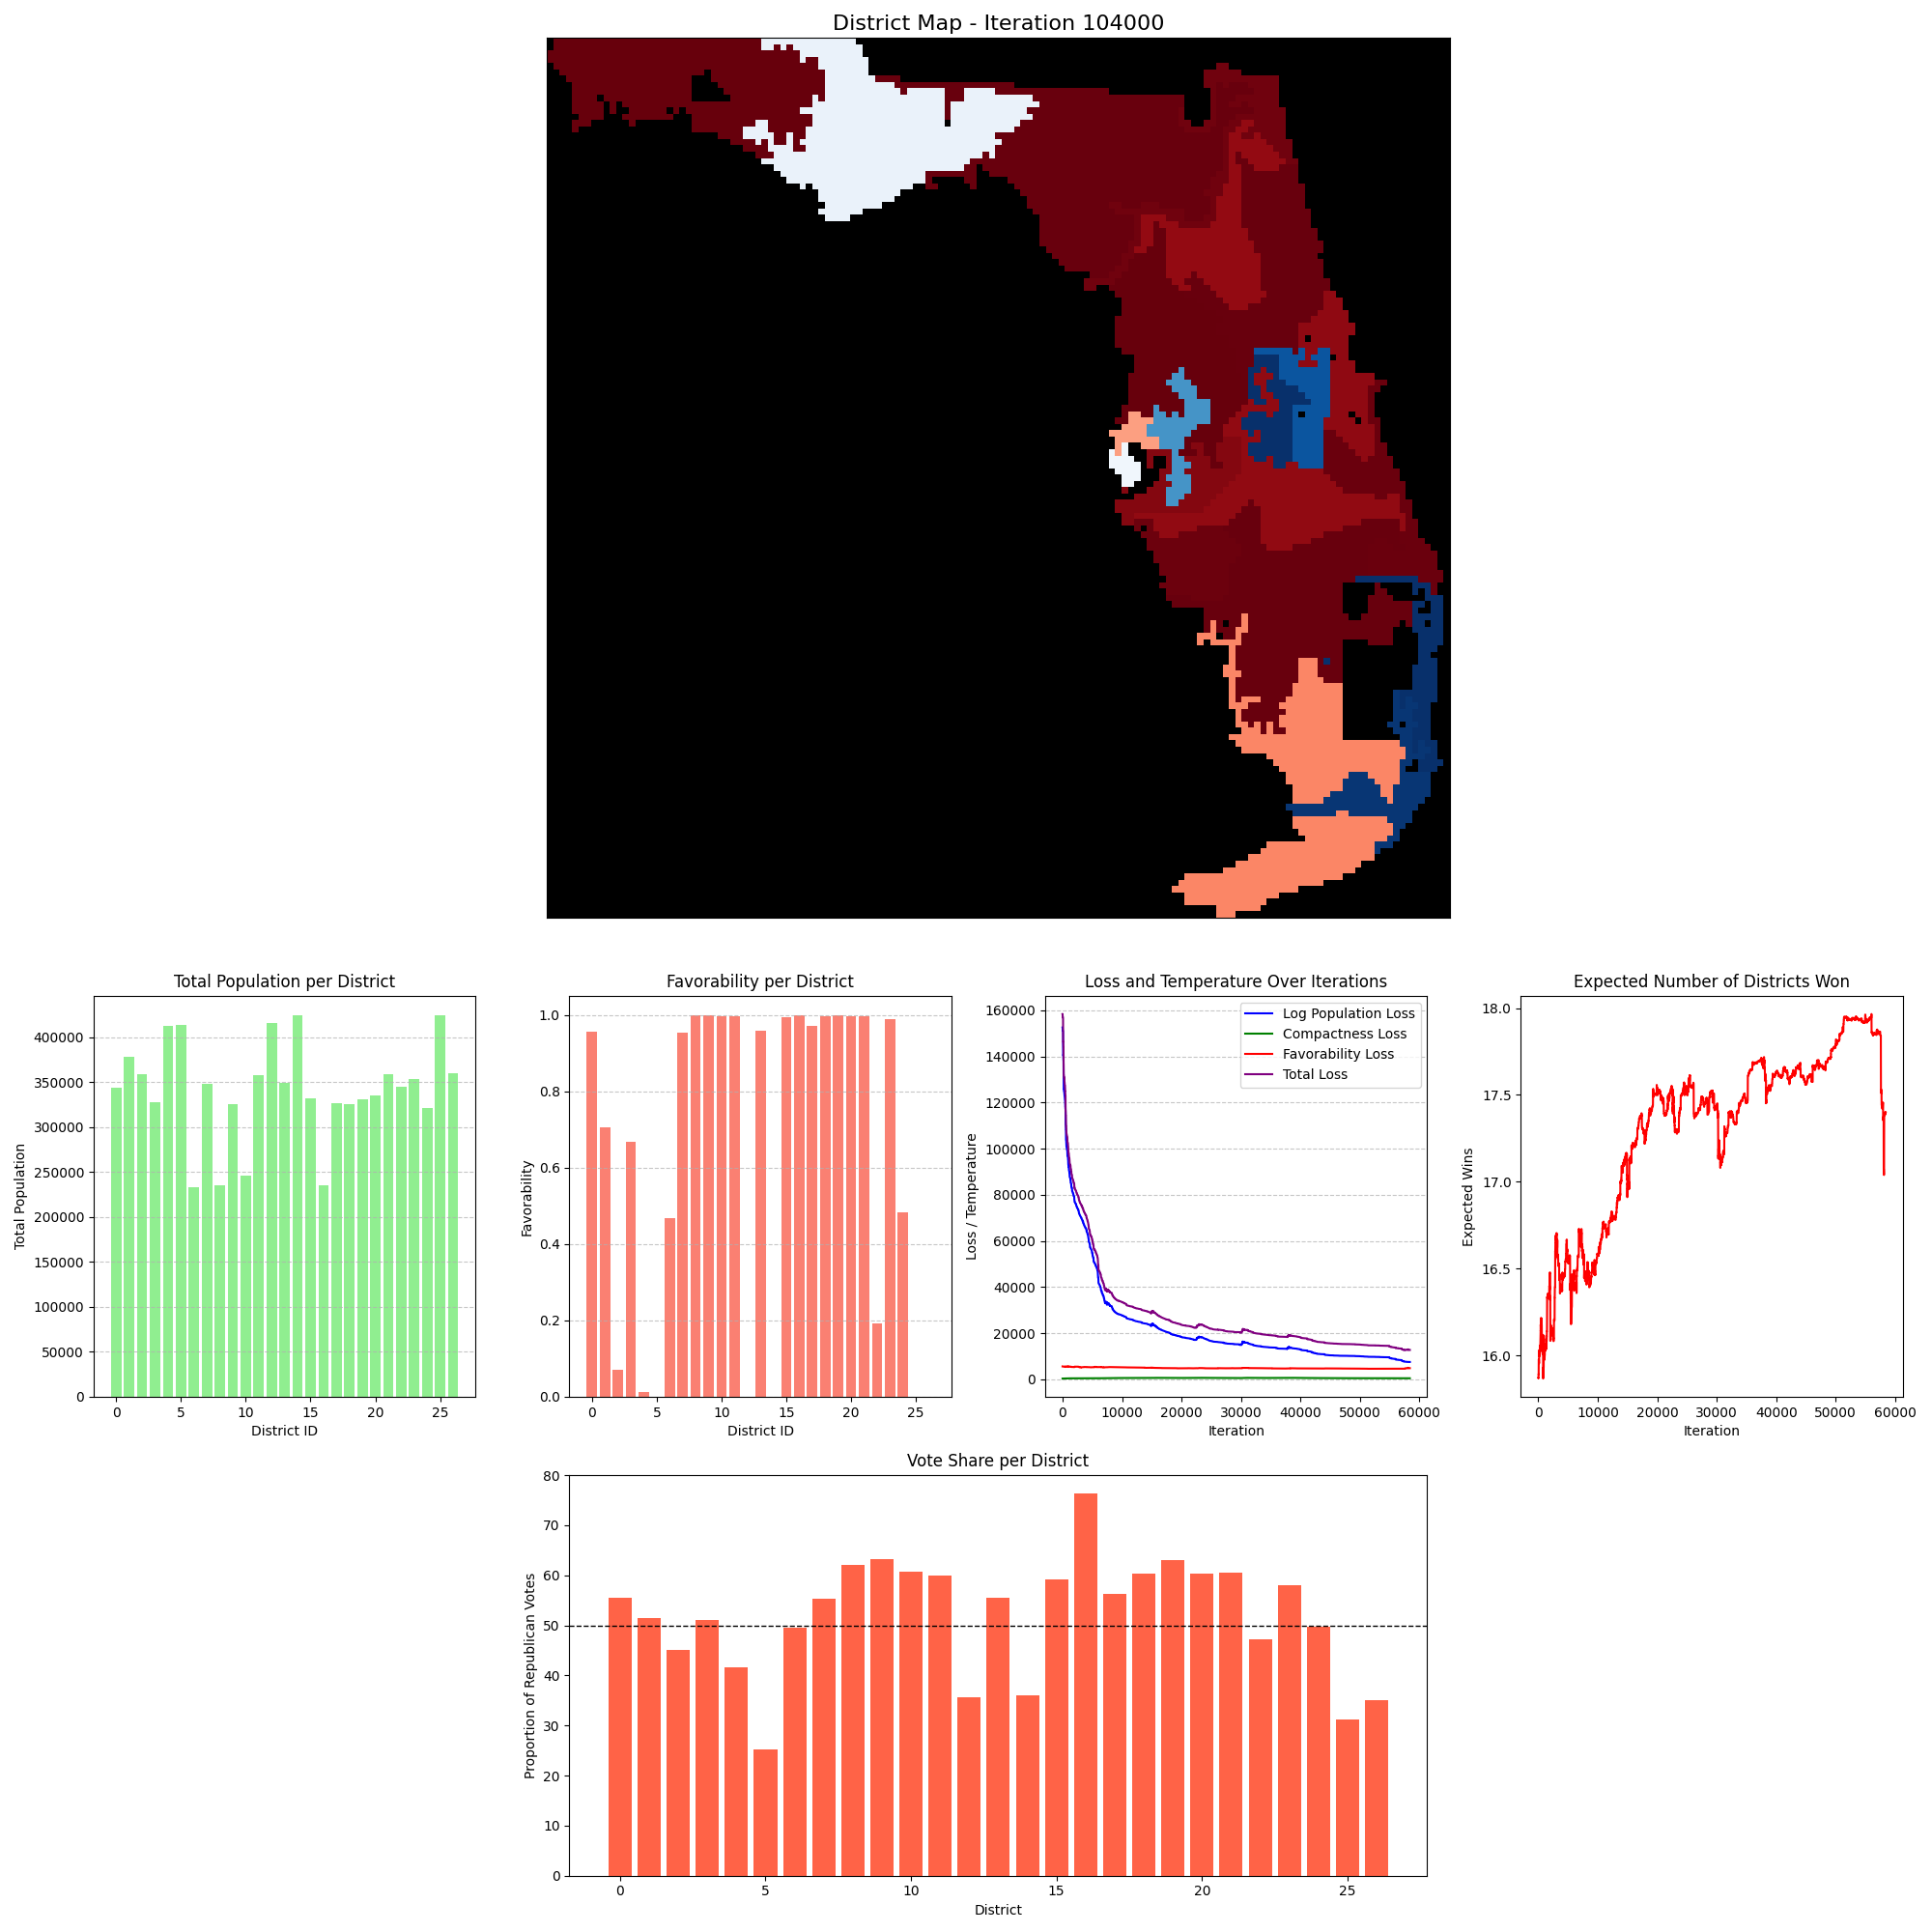 District Map - Iteration 104000
Total Population per District
Total Population
400000
350000
300000
250000
200000
150000
100000
50000
0
0 5 10 15 20 25
District ID
Favorability per District
Favorability
1.0
0.8
0.6
0.4
0.2
0.0
0 5 10 15 20 25
District ID
Loss and Temperature Over Iterations
Loss / Temperature
160000
140000
120000
100000
80000
60000
40000
20000
0
Log Population Loss
Compactness Loss
Favorability Loss
Total Loss
0 10000 20000 30000 40000 50000 60000
Iteration
Expected Number of Districts Won
Expected Wins
18.0
17.5
17.0
16.5
16.0
0 10000 20000 30000 40000 50000 60000
Iteration
Vote Share per District
Proportion of Republican Votes
80
70
60
50
40
30
20
10
0
0 5 10 15 20 25
District